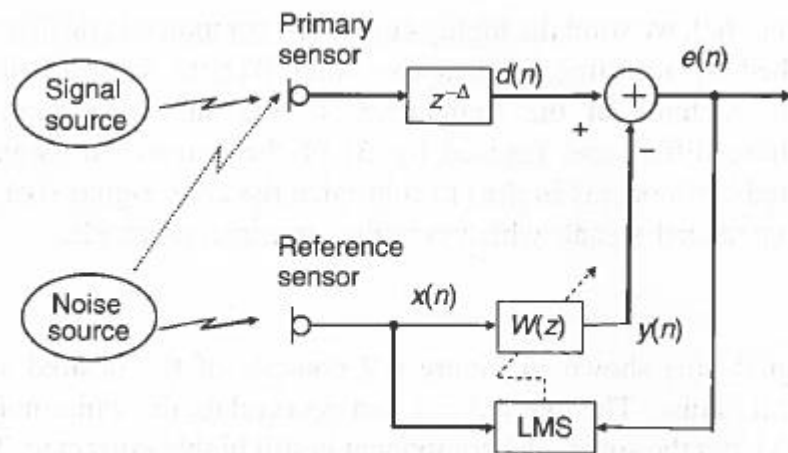 Primary
sensor
Signal
source
z^{-Δ}
d(n)
e(n)
+
+
−
Reference
sensor
Noise
source
x(n)
W(z)
y(n)
LMS